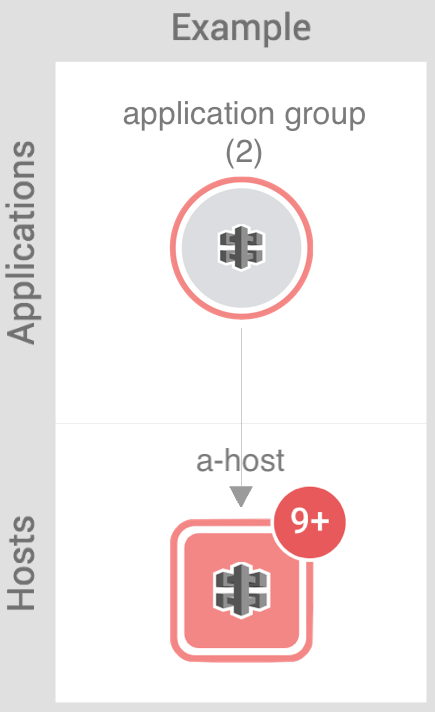 Example
Applications
application group
(2)
Hosts
a-host
9+